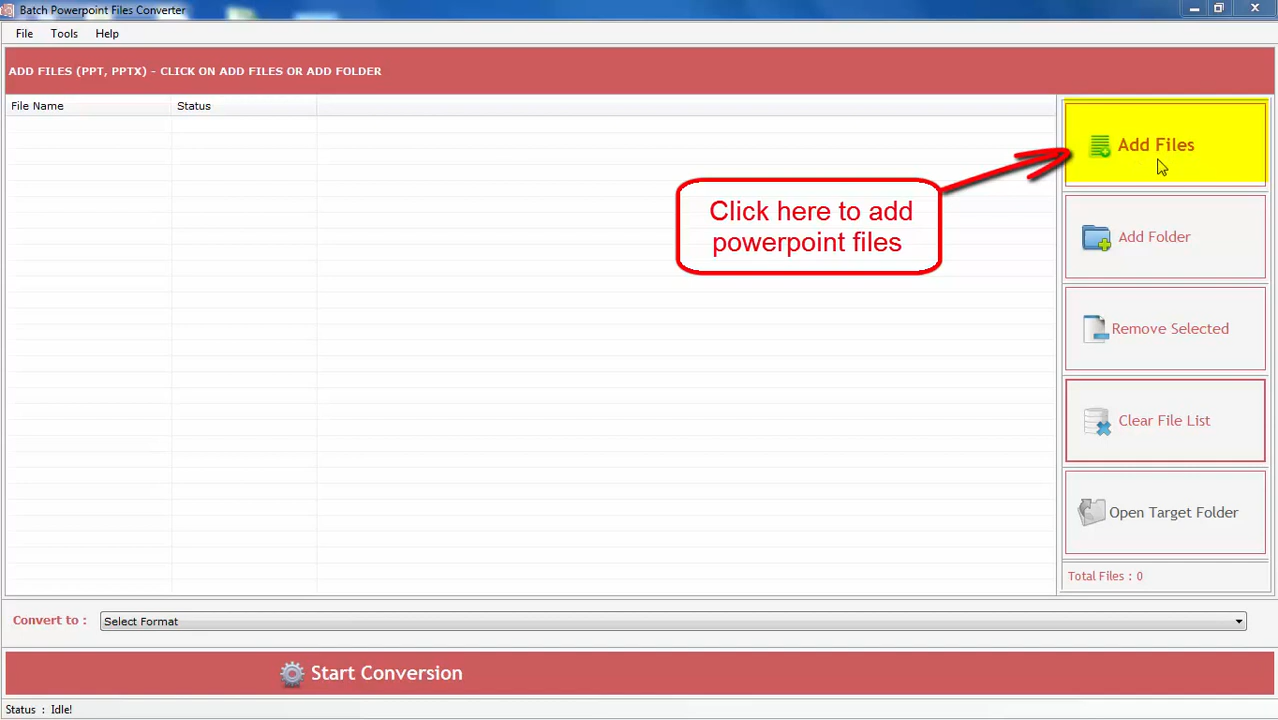 Batch Powerpoint Files Converter
File Tools Help
ADD FILES (PPT, PPTX) - CLICK ON ADD FILES OR ADD FOLDER
File Name Status
Add Files
Click here to add
powerpoint files
Add Folder
Remove Selected
Clear File List
Open Target Folder
Total Files : 0
Convert to : Select Format
Start Conversion
Status : Idle!